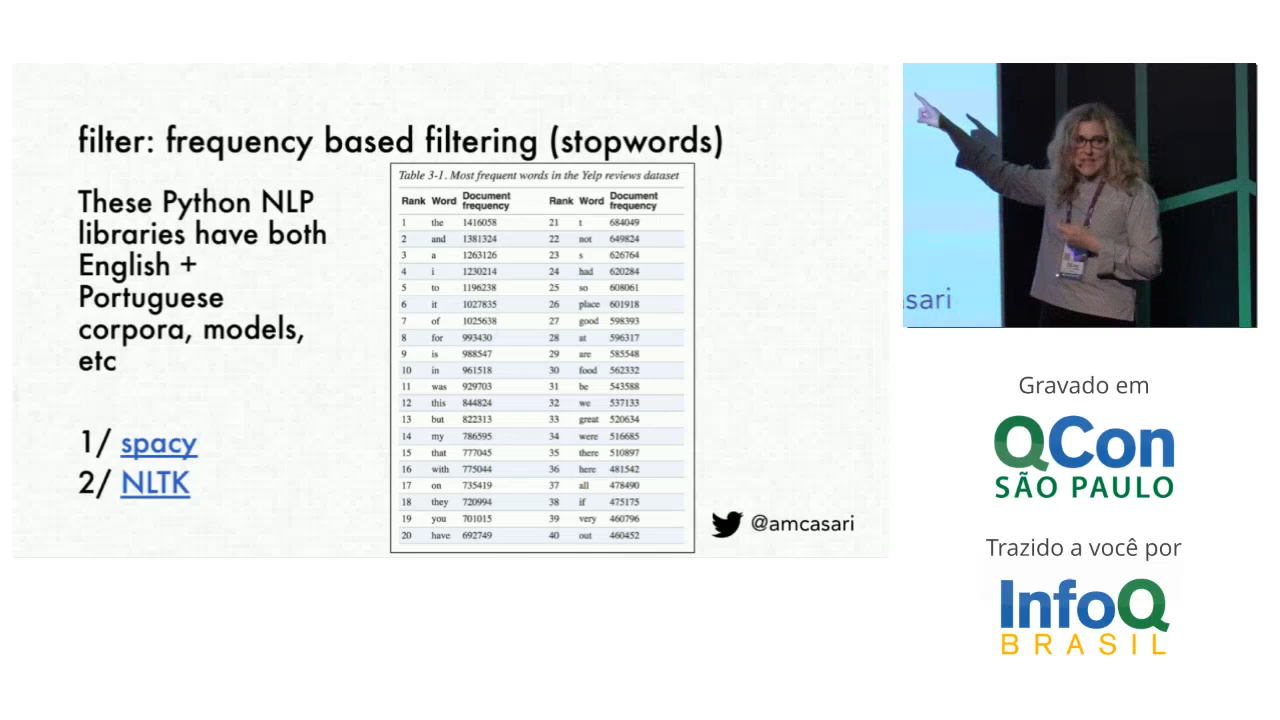 filter: frequency based filtering (stopwords)
These Python NLP
libraries have both
English +
Portuguese
corpora, models,
etc
1/ spacy
2/ NLTK
Table 3-1. Most frequent words in the Yelp reviews dataset
Rank Word Document frequency Rank Word Document frequency
1 the 1416058 21 t 684049
2 and 1381324 22 not 649824
3 a 1263126 23 s 626764
4 i 1230214 24 had 620284
5 to 1196238 25 so 608061
6 it 1027835 26 place 601918
7 of 1025638 27 good 598393
8 for 993430 28 at 596317
9 is 988547 29 are 585548
10 in 961518 30 food 562332
11 was 929703 31 be 543588
12 this 844824 32 we 537133
13 but 822313 33 great 520634
14 my 786595 34 were 516685
15 that 777045 35 there 510897
16 with 775044 36 here 481542
17 on 735419 37 all 478490
18 they 720994 38 if 475175
19 you 701015 39 very 460796
20 have 692749 40 out 460452
@amcasari
sari
Gravado em
QCon
SÃO PAULO
Trazido a você por
InfoQ
BRASIL